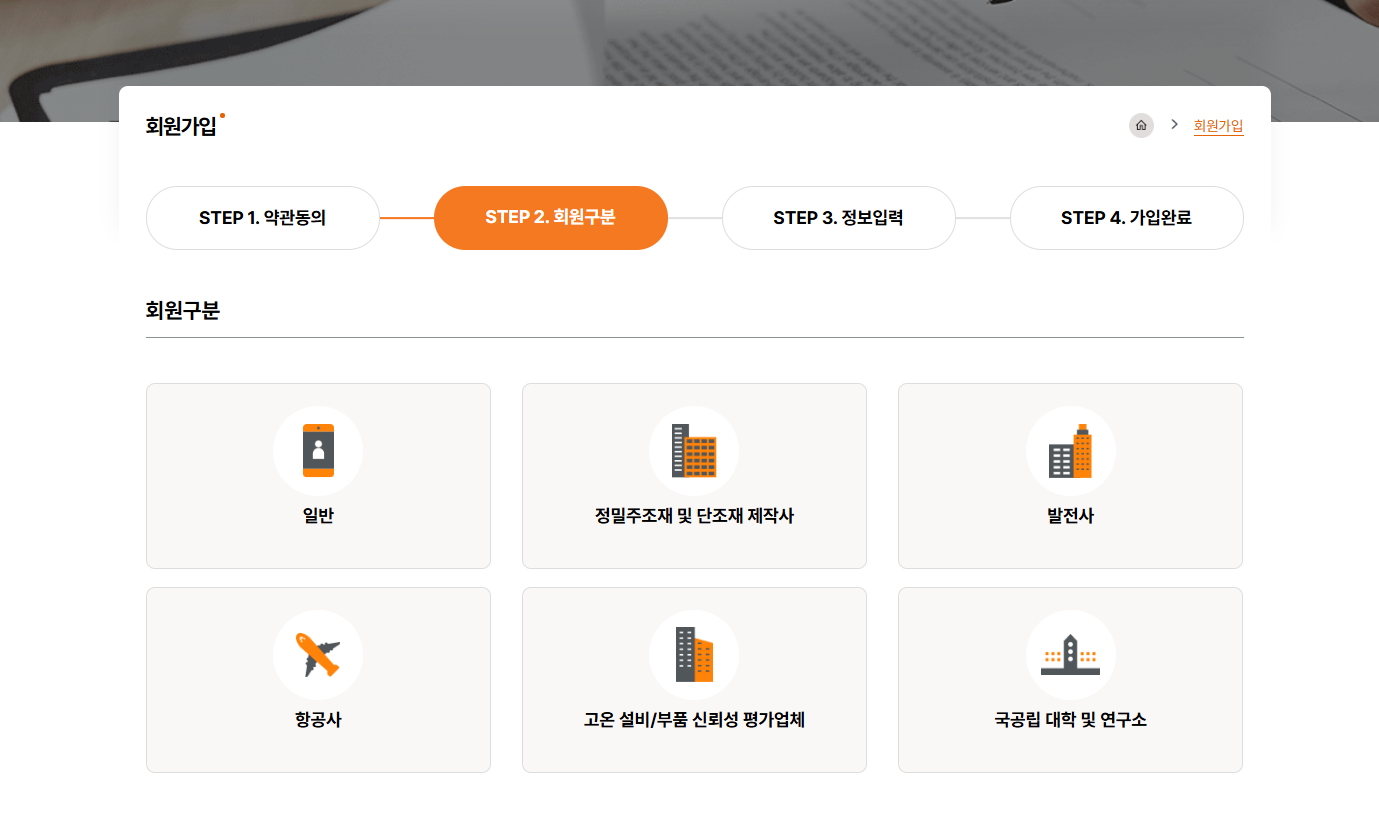 회원가입
회원가입
STEP 1. 약관동의
STEP 2. 회원구분
STEP 3. 정보입력
STEP 4. 가입완료
회원구분
일반
정밀주조재 및 단조재 제작사
발전사
항공사
고온 설비/부품 신뢰성 평가업체
국공립 대학 및 연구소